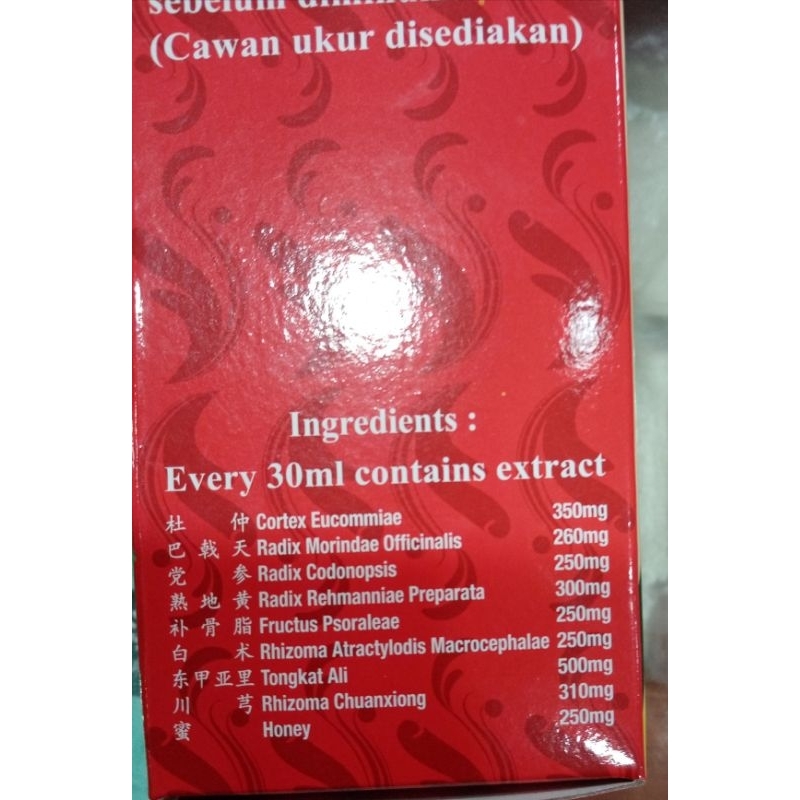 sebelum
(Cawan ukur disediakan)
Ingredients :
Every 30ml contains extract
杜仲 Cortex Eucommiae 350mg
巴戟天 Radix Morindae Officinalis 260mg
党参 Radix Codonopsis 250mg
熟地黄 Radix Rehmanniae Preparata 300mg
补骨脂 Fructus Psoraleae 250mg
白术 Rhizoma Atractylodis Macrocephalae 250mg
东甲亚里 Tongkat Ali 500mg
川芎 Rhizoma Chuanxiong 310mg
蜜 Honey 250mg